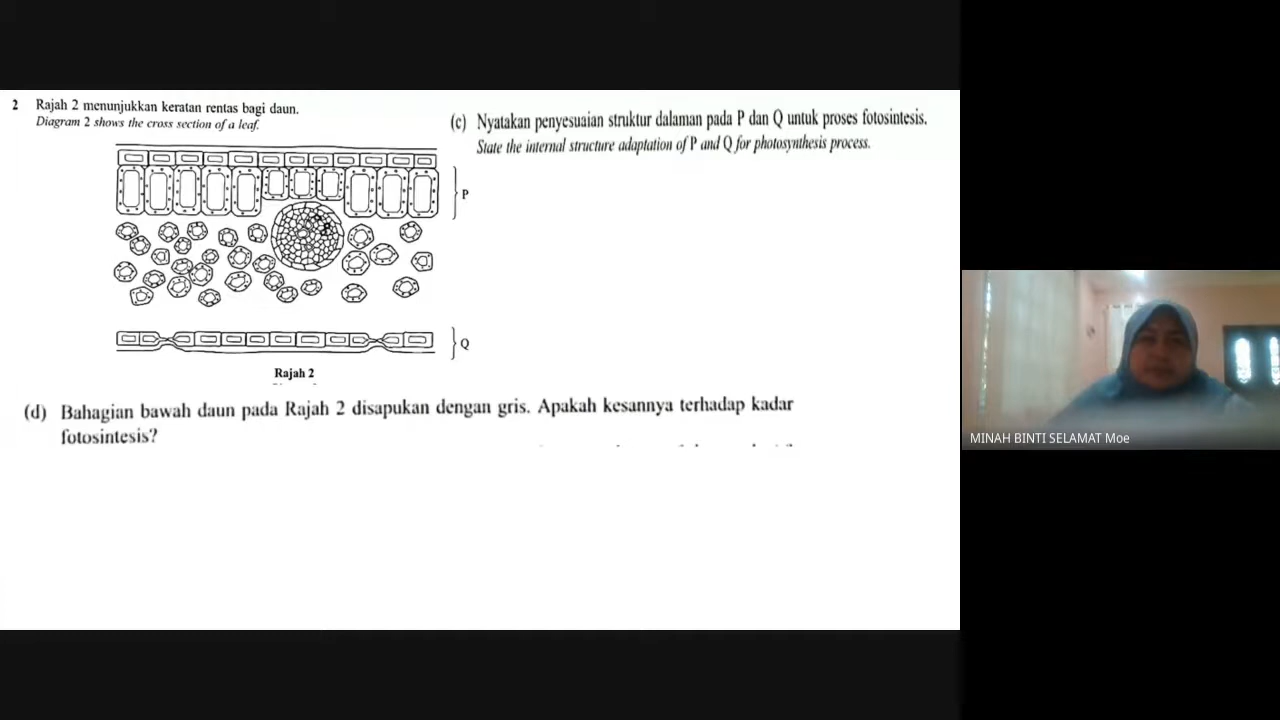 2 Rajah 2 menunjukkan keratan rentas bagi daun.
Diagram 2 shows the cross section of a leaf.
P
Q
Rajah 2
(c) Nyatakan penyesuaian struktur dalaman pada P dan Q untuk proses fotosintesis.
State the internal structure adaptation of P and Q for photosynthesis process.
(d) Bahagian bawah daun pada Rajah 2 disapukan dengan gris. Apakah kesannya terhadap kadar
fotosintesis?
MINAH BINTI SELAMAT Moe